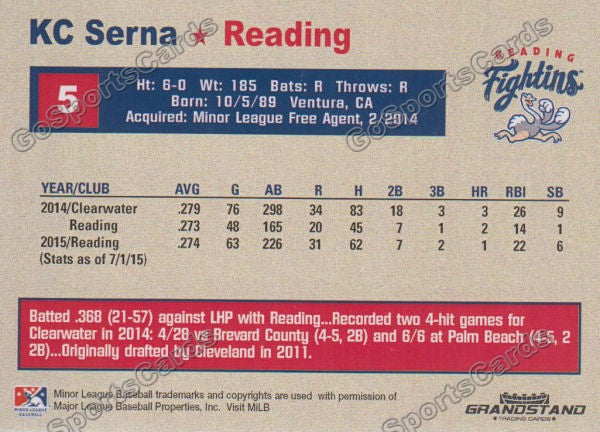 KC Serna ★ Reading
READING
Fightins
5
Ht: 6-0 Wt: 185 Bats: R Throws: R
Born: 10/5/89 Ventura, CA
Acquired: Minor League Free Agent, 2/2014
YEAR/CLUB AVG G AB R H 2B 3B HR RBI SB
2014/Clearwater .279 76 298 34 83 18 3 3 26 9
Reading .273 48 165 20 45 7 1 2 14 1
2015/Reading .274 63 226 31 62 7 2 1 22 6
(Stats as of 7/1/15)
Batted .368 (21-57) against LHP with Reading...Recorded two 4-hit games for
Clearwater in 2014: 4/28 vs Brevard County (4-5, 2B) and 6/6 at Palm Beach (4-5, 2
2B)...Originally drafted by Cleveland in 2011.
MINOR LEAGUE
BASEBALL
Minor League Baseball trademarks and copyrights are used with permission of
Major League Baseball Properties, Inc. Visit MiLB
GRANDSTAND
TRADING CARDS
GoSportsCards
GoSportsCards
GoSportsCards
GoSportsCards